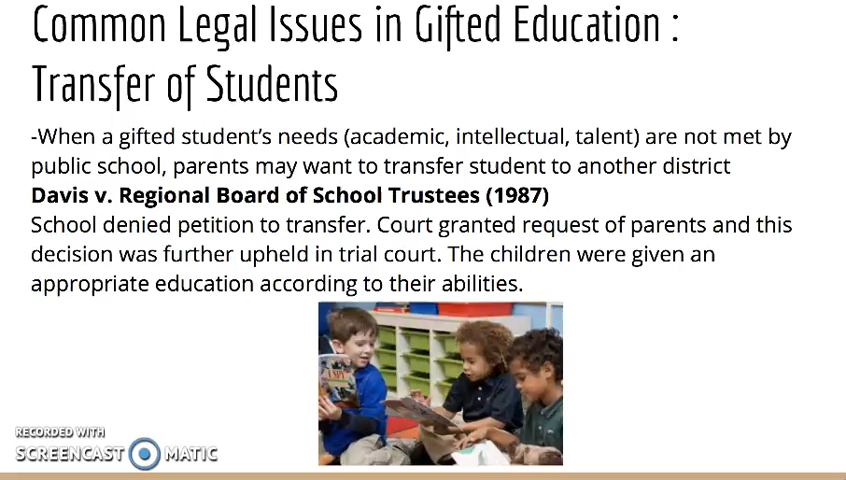 Common Legal Issues in Gifted Education :
Transfer of Students
-When a gifted student's needs (academic, intellectual, talent) are not met by
public school, parents may want to transfer student to another district
Davis v. Regional Board of School Trustees (1987)
School denied petition to transfer. Court granted request of parents and this
decision was further upheld in trial court. The children were given an
appropriate education according to their abilities.
I SPY
RECORDED WITH
SCREENCAST MATIC